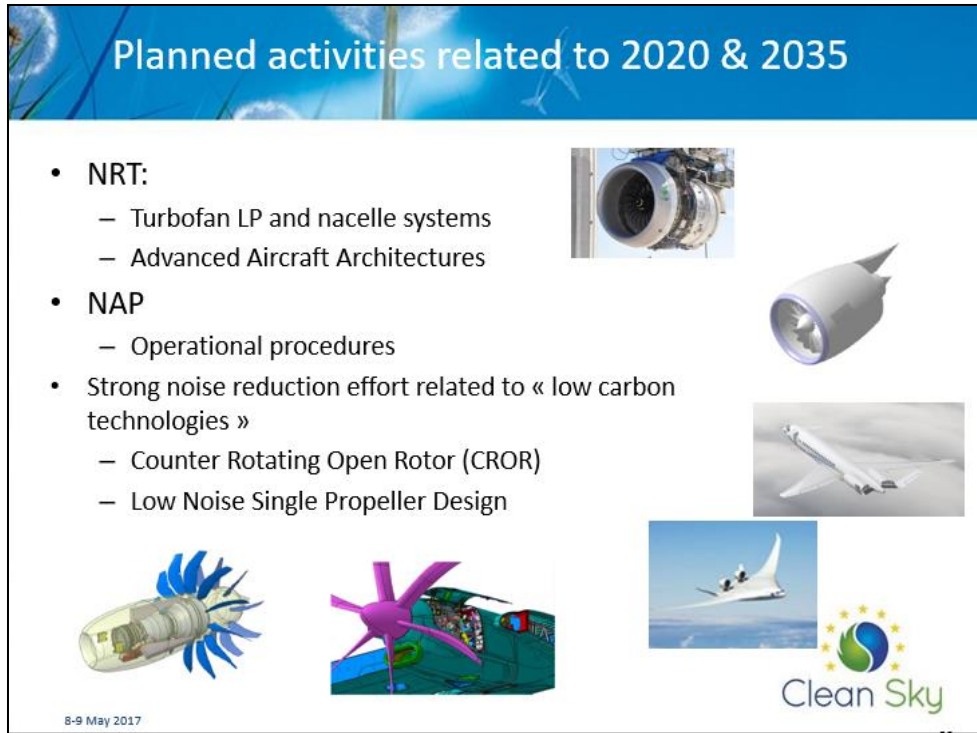 Planned activities related to 2020 & 2035
• NRT:
– Turbofan LP and nacelle systems
– Advanced Aircraft Architectures
• NAP
– Operational procedures
• Strong noise reduction effort related to « low carbon
technologies »
– Counter Rotating Open Rotor (CROR)
– Low Noise Single Propeller Design
Clean Sky
8-9 May 2017